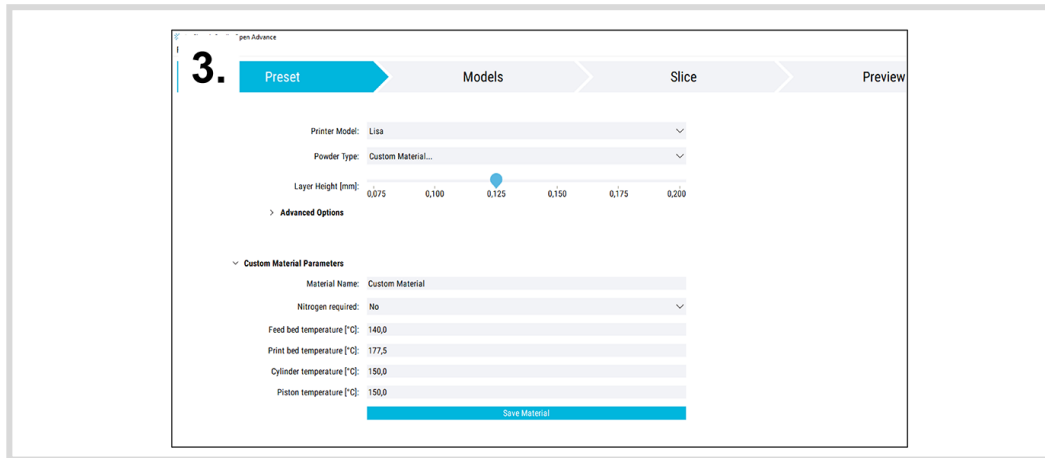 pen Advance
3.
Preset
Models
Slice
Preview
Printer Model: Lisa
Powder Type: Custom Material...
Layer Height [mm]:
0,075 0,100 0,125 0,150 0,175 0,200
> Advanced Options
Custom Material Parameters
Material Name: Custom Material
Nitrogen required: No
Feed bed temperature [°C]: 140,0
Print bed temperature [°C]: 177,5
Cylinder temperature [°C]: 150,0
Piston temperature [°C]: 150,0
Save Material